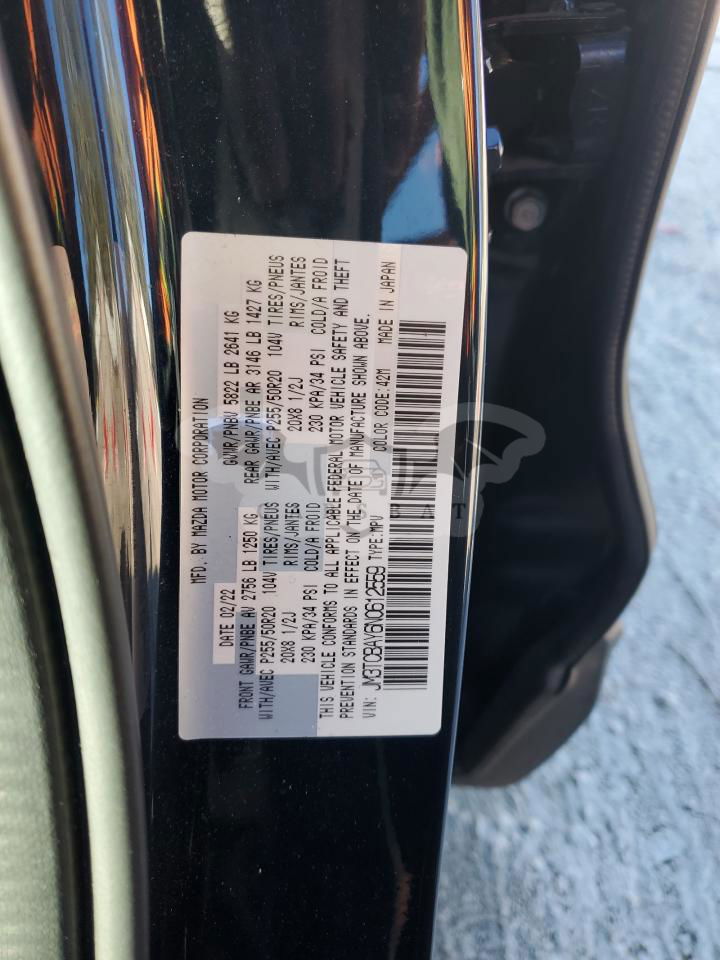 MFD. BY MAZDA MOTOR CORPORATION
DATE 02/22 GVWR/PNBV 5822 LB 2641 KG
FRONT GAWR/PNBE AV 2756 LB 1250 KG REAR GAWR/PNBE AR 3146 LB 1427 KG
WITH/AVEC P255/50R20 104V TIRES/PNEUS WITH/AVEC P255/50R20 104V TIRES/PNEUS
20X8 1/2J RIMS/JANTES 20X8 1/2J RIMS/JANTES
230 KPA/34 PSI COLD/A FROID 230 KPA/34 PSI COLD/A FROID
THIS VEHICLE CONFORMS TO ALL APPLICABLE FEDERAL MOTOR VEHICLE SAFETY AND THEFT
PREVENTION STANDARDS IN EFFECT ON THE DATE OF MANUFACTURE SHOWN ABOVE.
VIN: JM3TCBAY6N0612559 TYPE:MPV COLOR CODE:42M MADE IN JAPAN